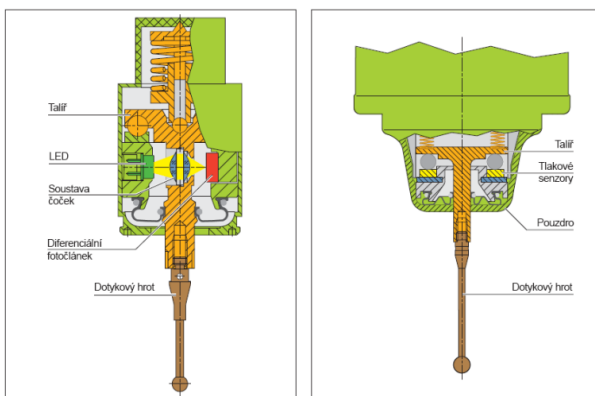 Talíř
LED
Soustava
čoček
Diferenciální
fotočlánek
Dotykový hrot
Talíř
Tlakové
senzory
Pouzdro
Dotykový hrot